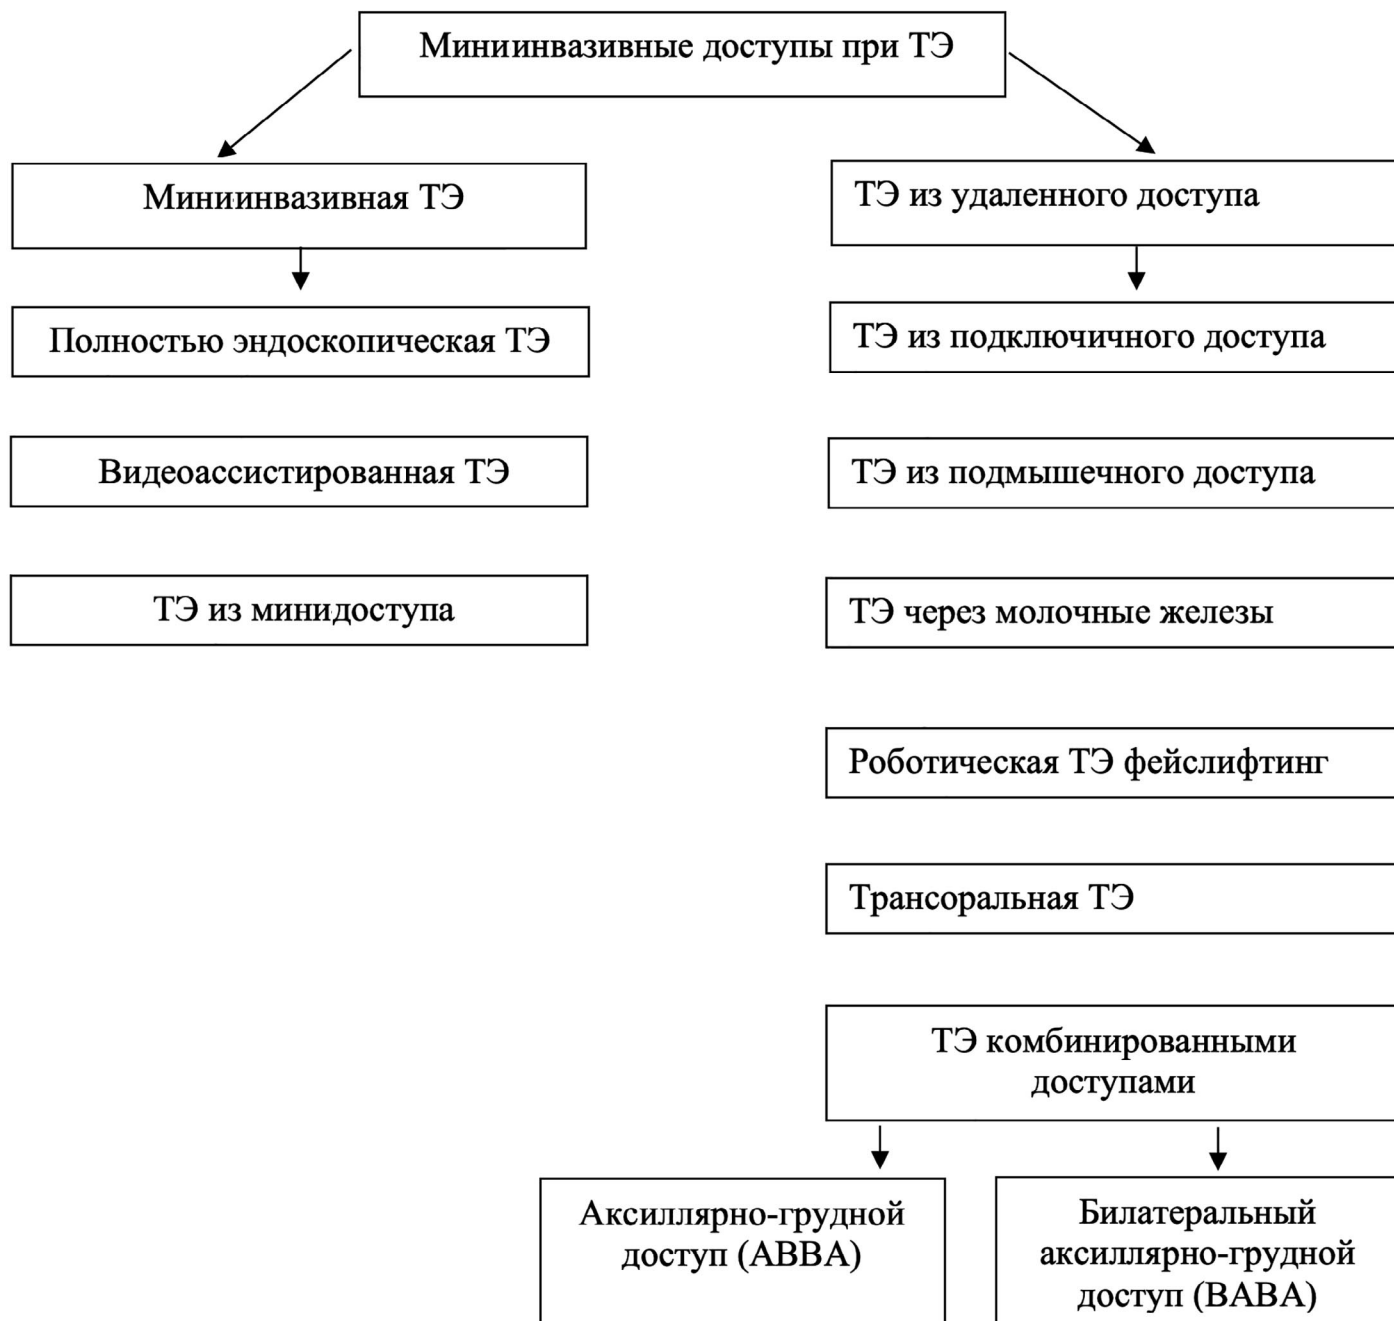 Миниинвазивные доступы при ТЭ
Миниинвазивная ТЭ
Полностью эндоскопическая ТЭ
Видеоассистированная ТЭ
ТЭ из минидоступа
ТЭ из удаленного доступа
ТЭ из подключичного доступа
ТЭ из подмышечного доступа
ТЭ через молочные железы
Роботическая ТЭ фейслифтинг
Трансоральная ТЭ
ТЭ комбинированными
доступами
Аксиллярно-грудной
доступ (ABBA)
Билатеральный
аксиллярно-грудной
доступ (BABA)